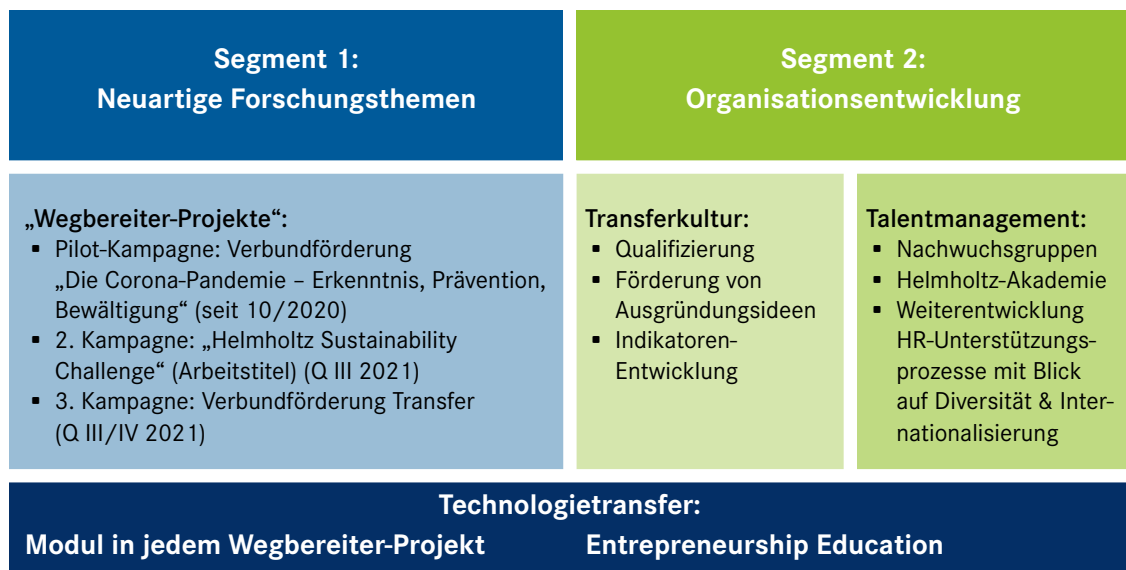 Segment 1:
Neuartige Forschungsthemen
Segment 2:
Organisationsentwicklung
„Wegbereiter-Projekte“:
▪ Pilot-Kampagne: Verbundförderung
„Die Corona-Pandemie – Erkenntnis, Prävention,
Bewältigung“ (seit 10/2020)
▪ 2. Kampagne: „Helmholtz Sustainability
Challenge“ (Arbeitstitel) (Q III 2021)
▪ 3. Kampagne: Verbundförderung Transfer
(Q III/IV 2021)
Transferkultur:
▪ Qualifizierung
▪ Förderung von
Ausgründungsideen
▪ Indikatoren-
Entwicklung
Talentmanagement:
▪ Nachwuchsgruppen
▪ Helmholtz-Akademie
▪ Weiterentwicklung
HR-Unterstützungs-
prozesse mit Blick
auf Diversität & Inter-
nationalisierung
Technologietransfer:
Modul in jedem Wegbereiter-Projekt
Entrepreneurship Education